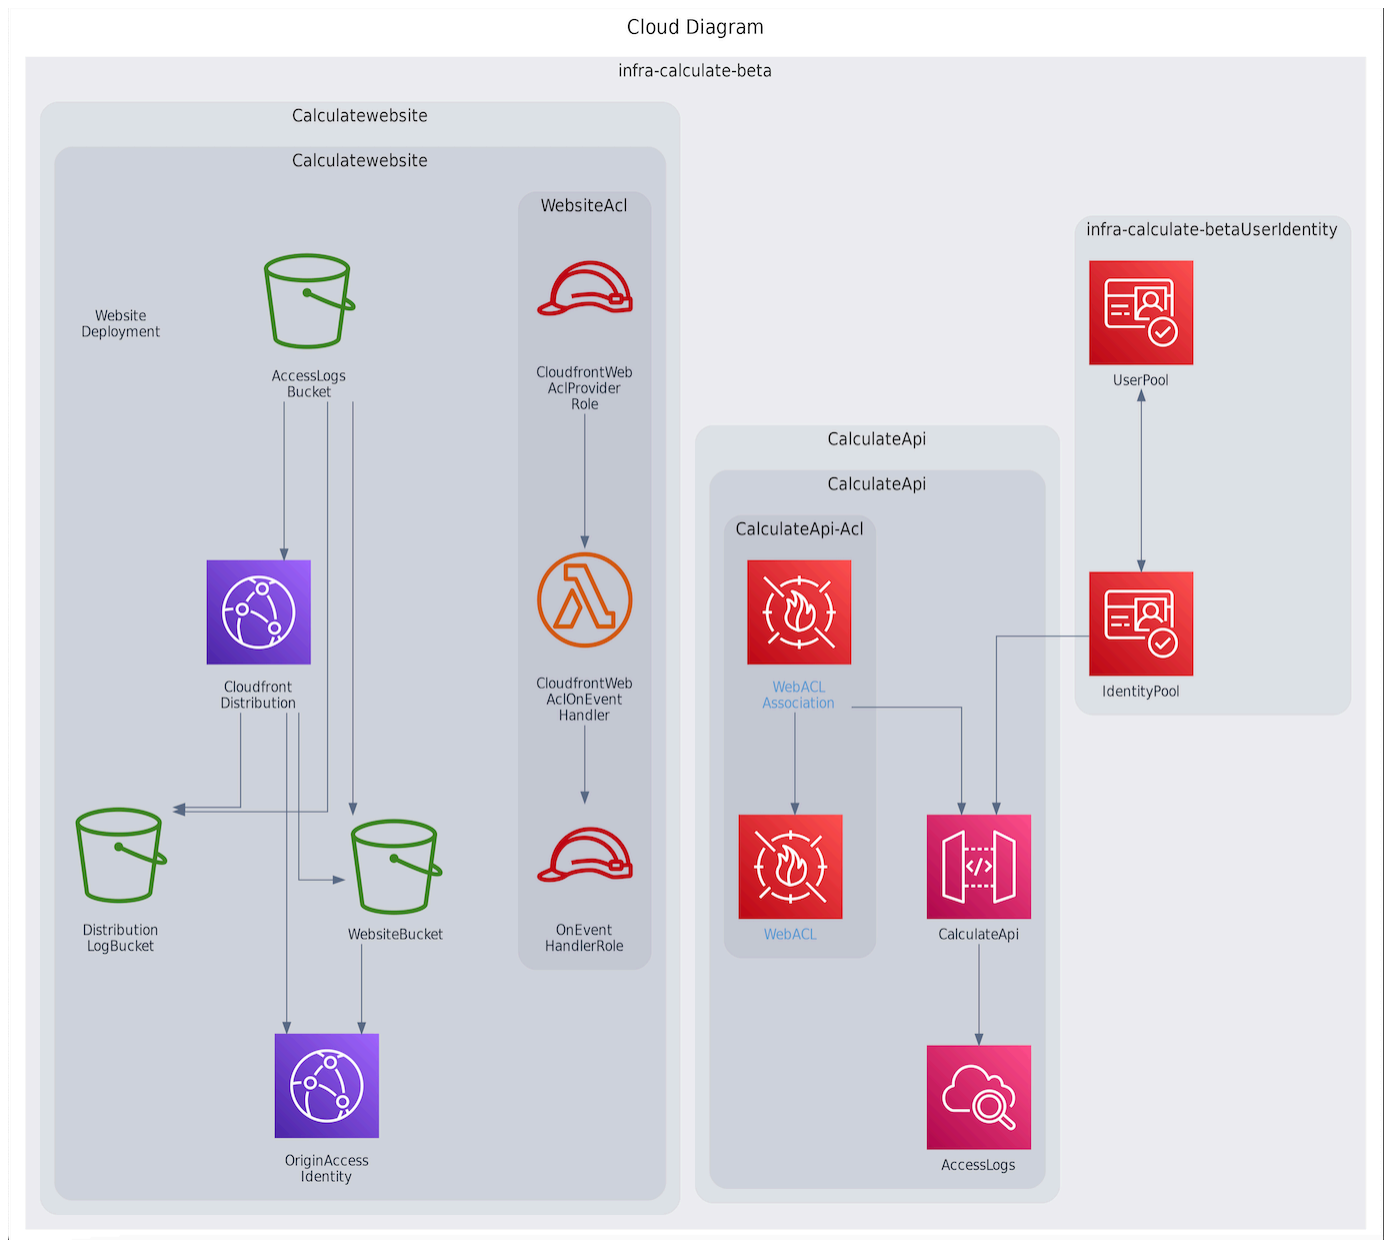 Cloud Diagram
infra-calculate-beta
Calculatewebsite
Calculatewebsite
WebsiteAcl
Website
Deployment
AccessLogs
Bucket
CloudfrontWeb
AclProvider
Role
Cloudfront
Distribution
CloudfrontWeb
AclOnEvent
Handler
Distribution
LogBucket
WebsiteBucket
OnEvent
HandlerRole
OriginAccess
Identity
CalculateApi
CalculateApi
CalculateApi-Acl
WebACL
Association
WebACL
CalculateApi
AccessLogs
infra-calculate-betaUserIdentity
UserPool
IdentityPool